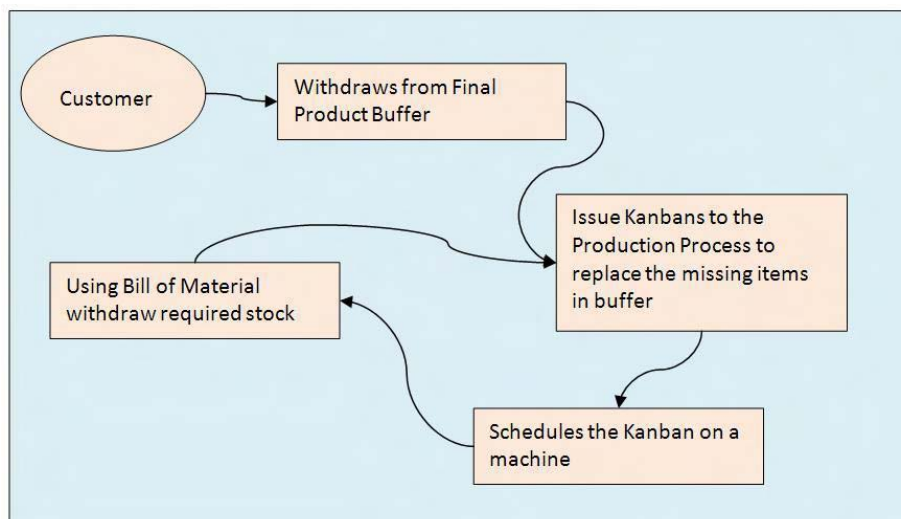 Customer
Withdraws from Final
Product Buffer
Issue Kanbans to the
Production Process to
replace the missing items
in buffer
Using Bill of Material
withdraw required stock
Schedules the Kanban on a
machine